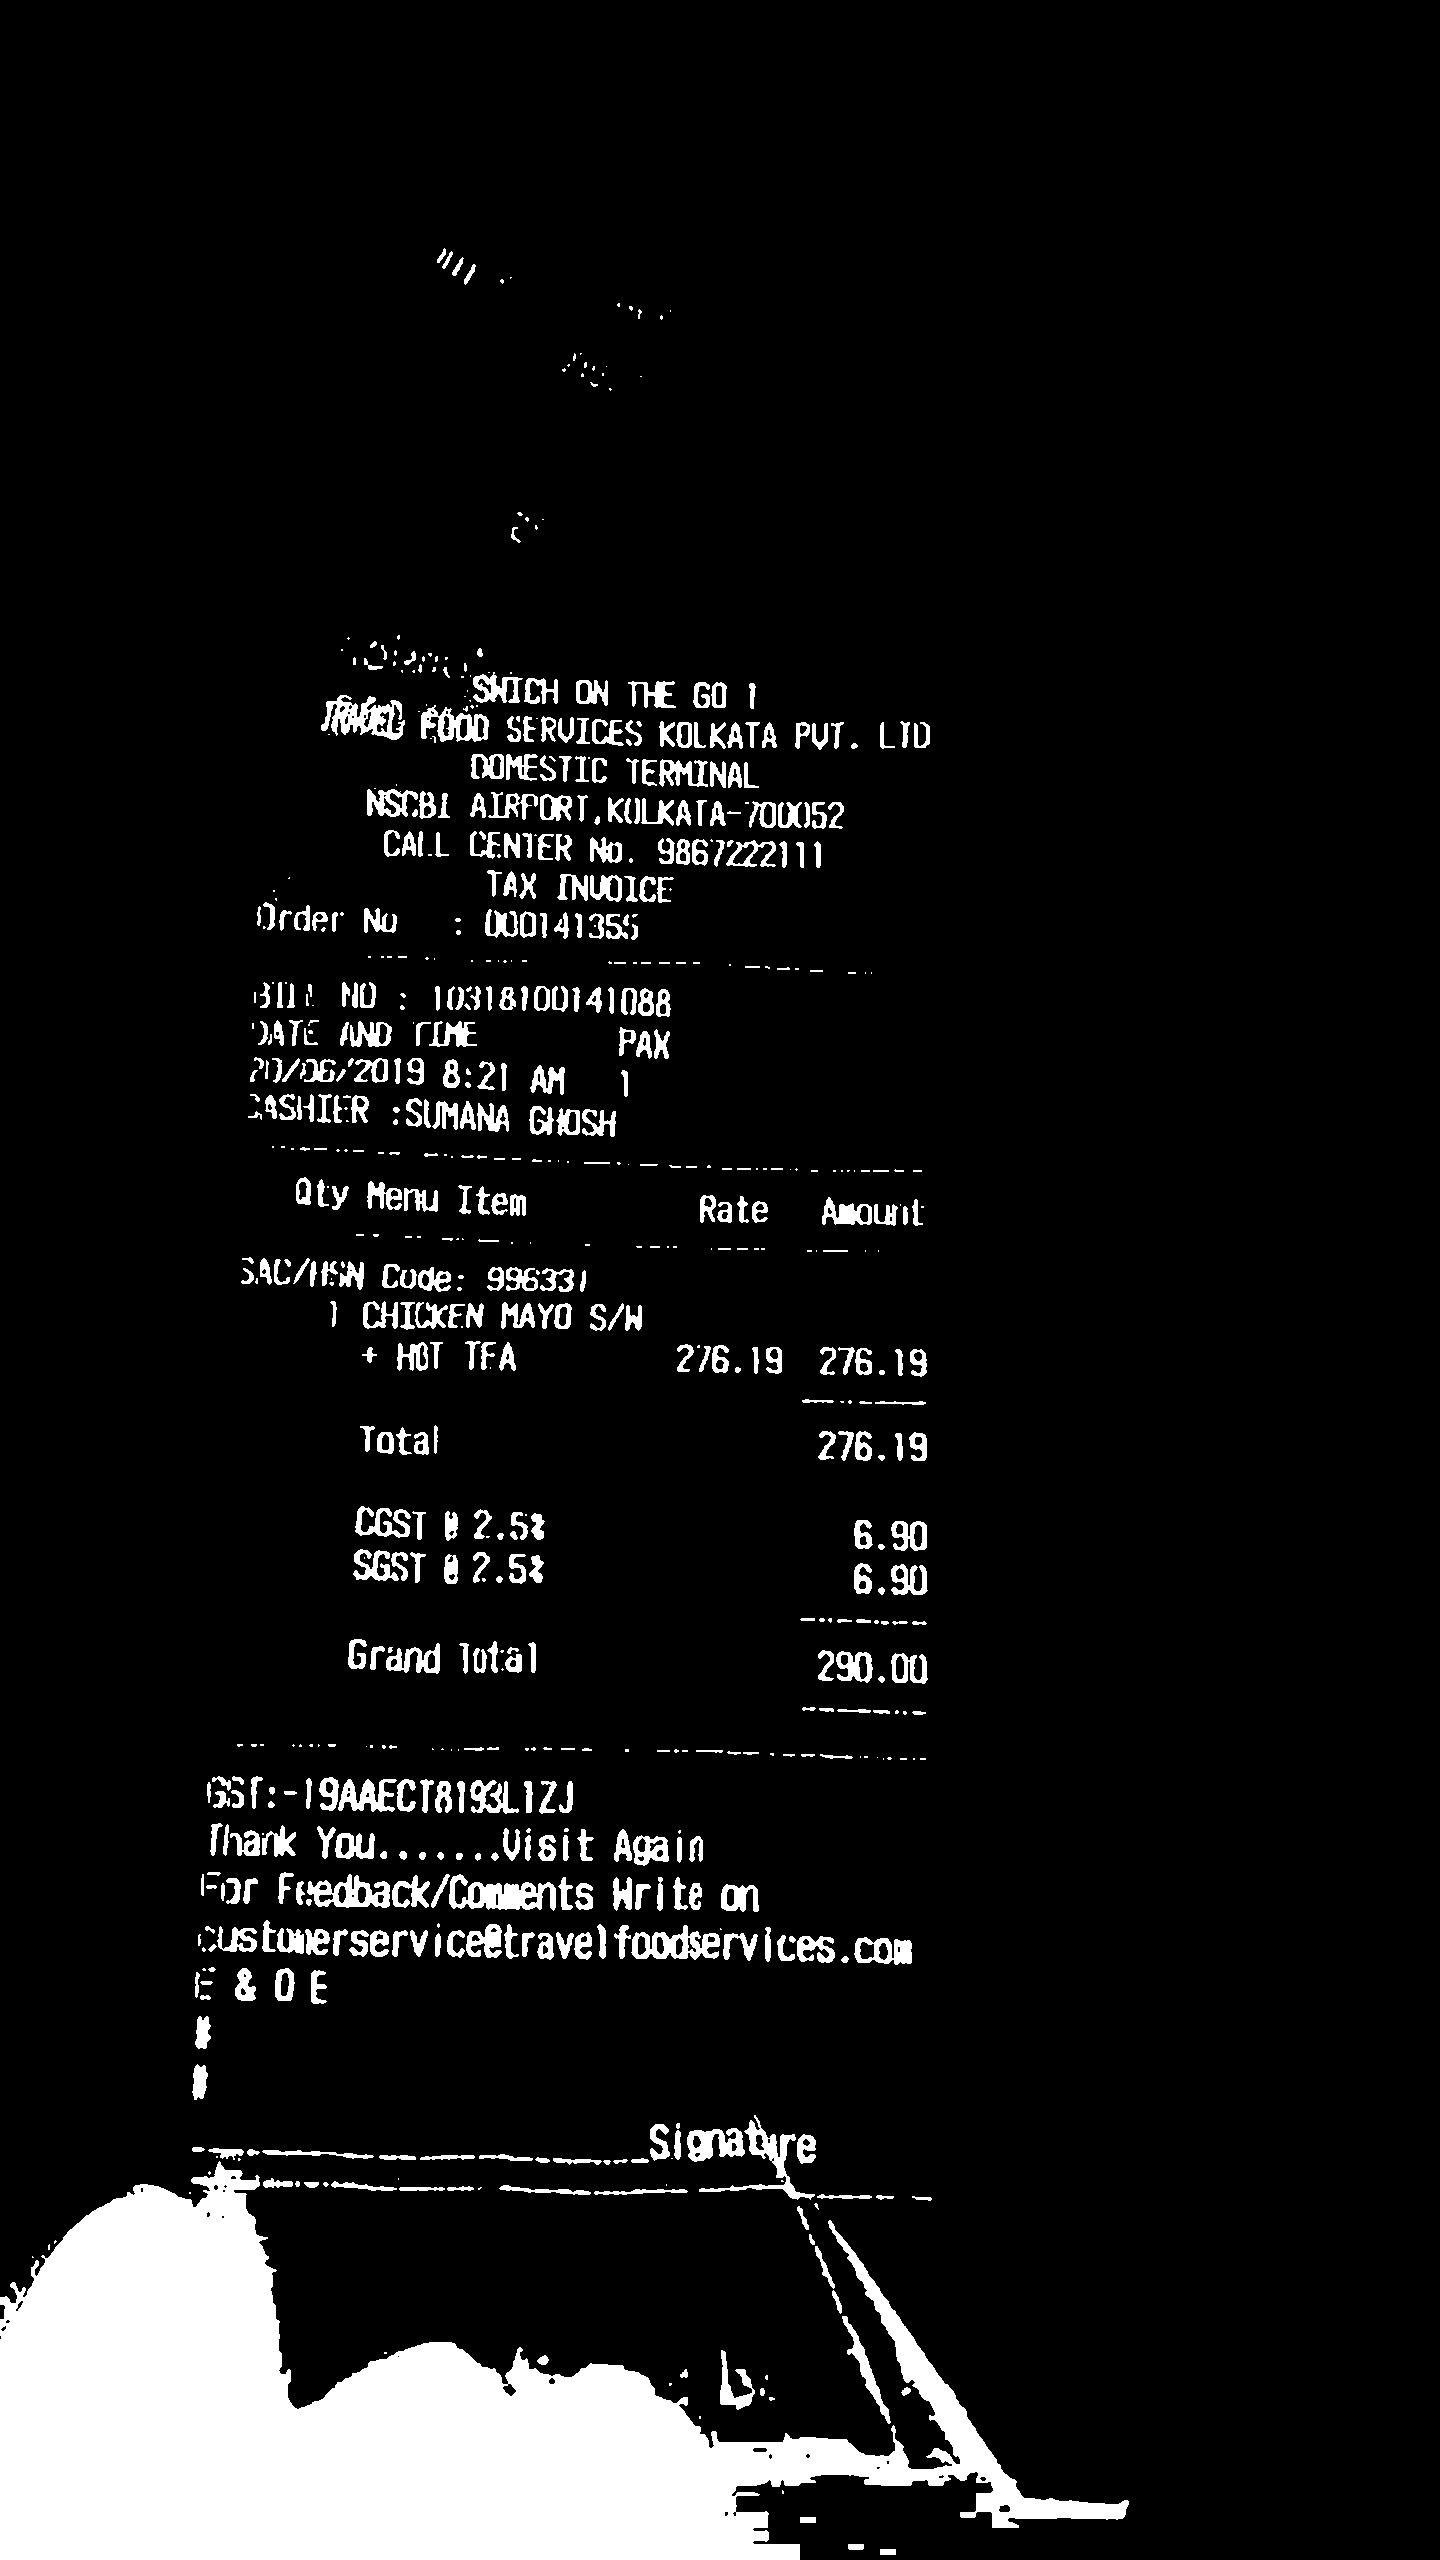 SWICH ON THE GO 1
TRAVEL FOOD SERVICES KOLKATA PVT. LTD
DOMESTIC TERMINAL
NSCBI AIRPORT,KOLKATA-700052
CALL CENTER No. 9867222111
TAX INVOICE
Order No : 000141355
BILL NO : 10318100141088
DATE AND TIME PAX
20/06/2019 8:21 AM 1
CASHIER :SUMANA GHOSH
Qty Menu Item Rate Amount
SAC/HSN Code: 996331
1 CHICKEN MAYO S/W
+ HOT TEA 276.19 276.19
Total 276.19
CGST @ 2.5% 6.90
SGST @ 2.5% 6.90
Grand Total 290.00
GST:-19AAECT8193L1ZJ
Thank You.......Visit Again
For Feedback/Comments Write on
customerservice@travelfoodservices.com
E & O E
#
#
Signature